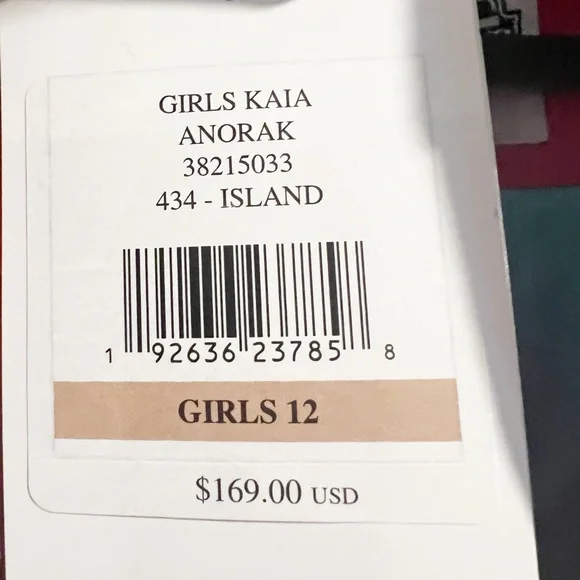 GIRLS KAIA
ANORAK
38215033
434 - ISLAND
1 92636 23785 8
GIRLS 12
$169.00 USD